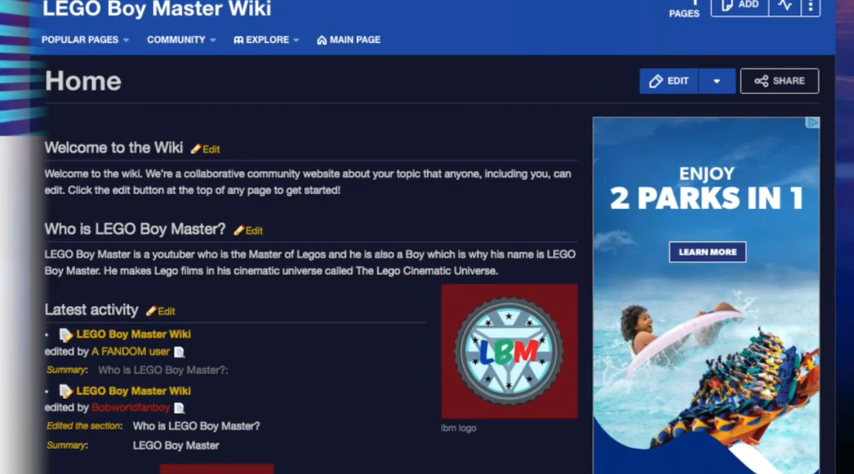 LEGO Boy Master Wiki
PAGES
ADD
POPULAR PAGES
COMMUNITY
EXPLORE
MAIN PAGE
Home
EDIT
SHARE
Welcome to the Wiki Edit
Welcome to the wiki. We're a collaborative community website about your topic that anyone, including you, can
edit. Click the edit button at the top of any page to get started!
Who is LEGO Boy Master? Edit
LEGO Boy Master is a youtuber who is the Master of Legos and he is also a Boy which is why his name is LEGO
Boy Master. He makes Lego films in his cinematic universe called The Lego Cinematic Universe.
Latest activity Edit
LEGO Boy Master Wiki
edited by A FANDOM user
Summary: Who is LEGO Boy Master?:
LEGO Boy Master Wiki
edited by Bobworldfanboy
Edited the section: Who is LEGO Boy Master?
Summary: LEGO Boy Master
LBM
lbm logo
ENJOY
2 PARKS IN 1
LEARN MORE